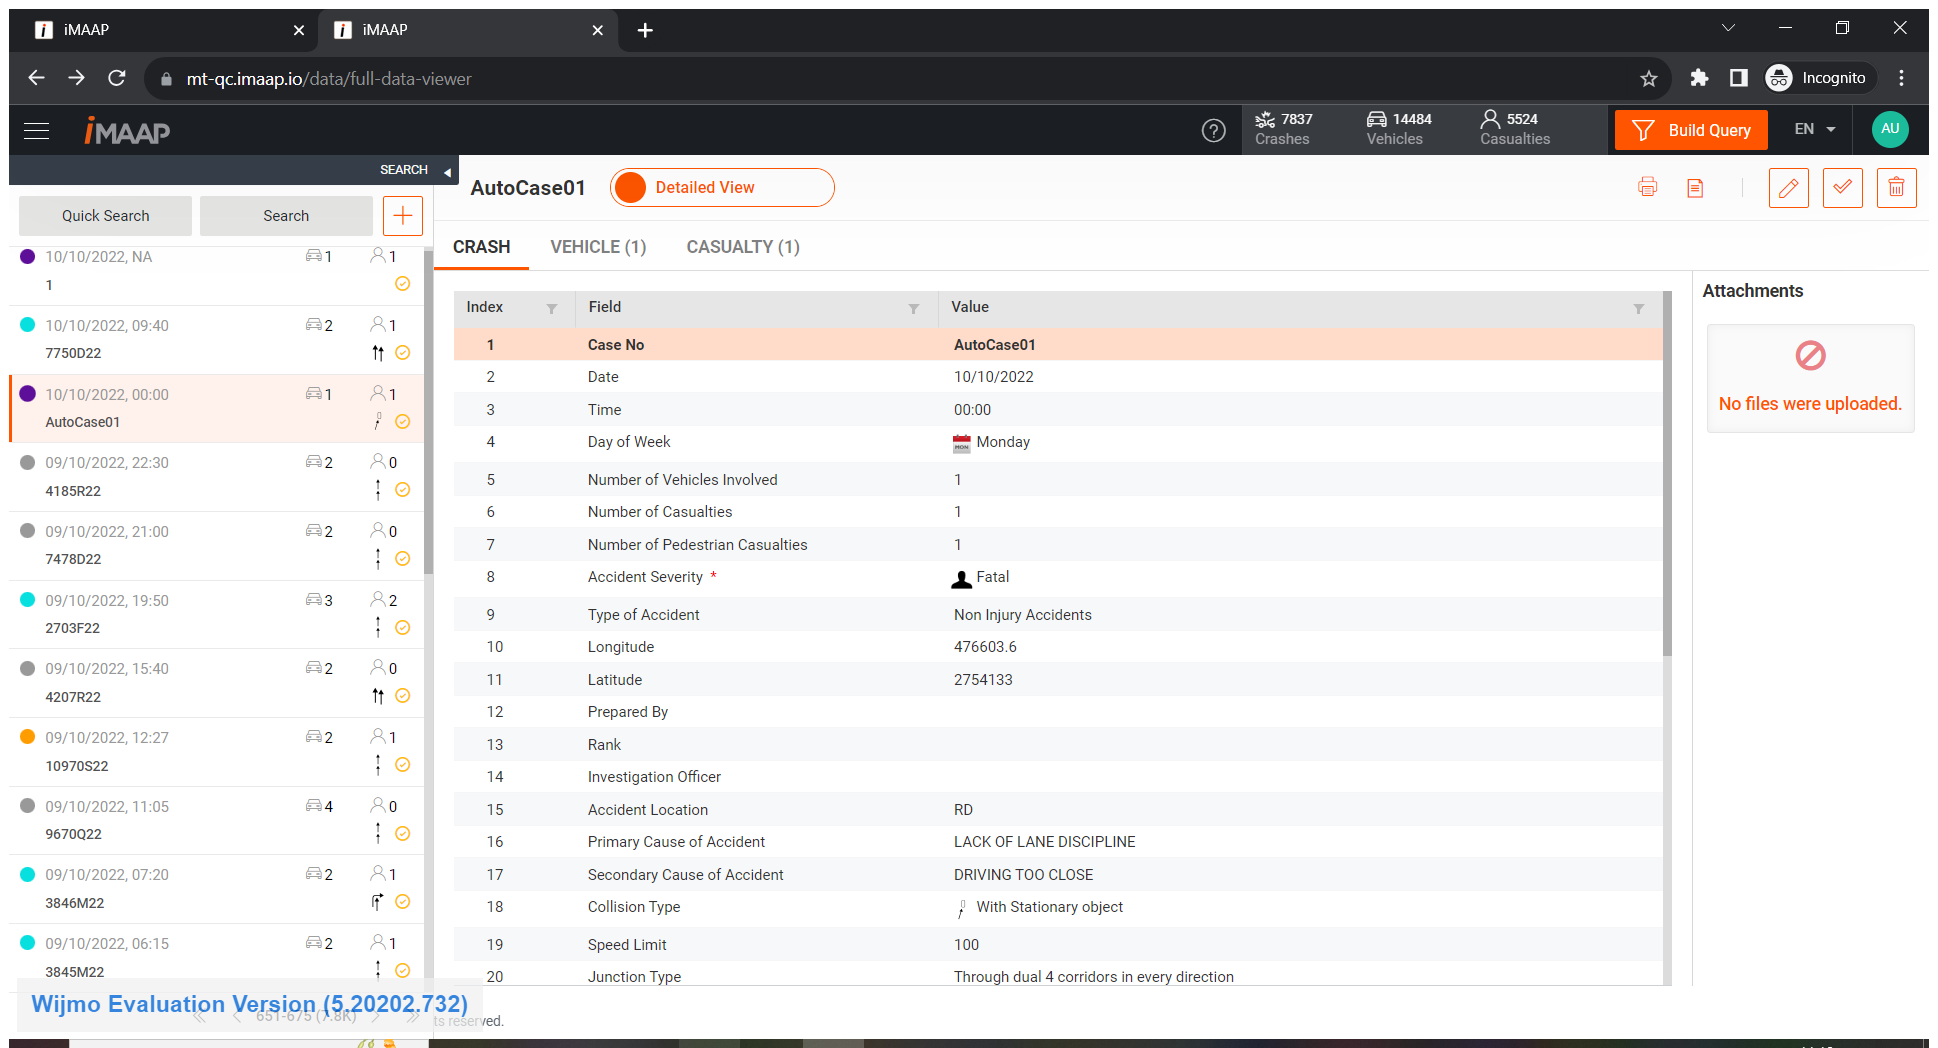 iMAAP
iMAAP
mt-qc.imaap.io/data/full-data-viewer
Incognito
iMAAP
7837
Crashes
14484
Vehicles
5524
Casualties
Build Query
EN
AU
SEARCH
Quick Search
Search
10/10/2022, NA
1
1
1
10/10/2022, 09:40
2
1
7750D22
10/10/2022, 00:00
1
1
AutoCase01
09/10/2022, 22:30
2
0
4185R22
09/10/2022, 21:00
2
0
7478D22
09/10/2022, 19:50
3
2
2703F22
09/10/2022, 15:40
2
0
4207R22
09/10/2022, 12:27
2
1
10970S22
09/10/2022, 11:05
4
0
9670Q22
09/10/2022, 07:20
2
1
3846M22
09/10/2022, 06:15
2
1
3845M22
Wijmo Evaluation Version (5.20202.732)
651-675 (7.8K)
ts reserved.
AutoCase01
Detailed View
CRASH
VEHICLE (1)
CASUALTY (1)
Index Field Value
1 Case No AutoCase01
2 Date 10/10/2022
3 Time 00:00
4 Day of Week MON Monday
5 Number of Vehicles Involved 1
6 Number of Casualties 1
7 Number of Pedestrian Casualties 1
8 Accident Severity * Fatal
9 Type of Accident Non Injury Accidents
10 Longitude 476603.6
11 Latitude 2754133
12 Prepared By
13 Rank
14 Investigation Officer
15 Accident Location RD
16 Primary Cause of Accident LACK OF LANE DISCIPLINE
17 Secondary Cause of Accident DRIVING TOO CLOSE
18 Collision Type With Stationary object
19 Speed Limit 100
20 Junction Type Through dual 4 corridors in every direction
Attachments
No files were uploaded.